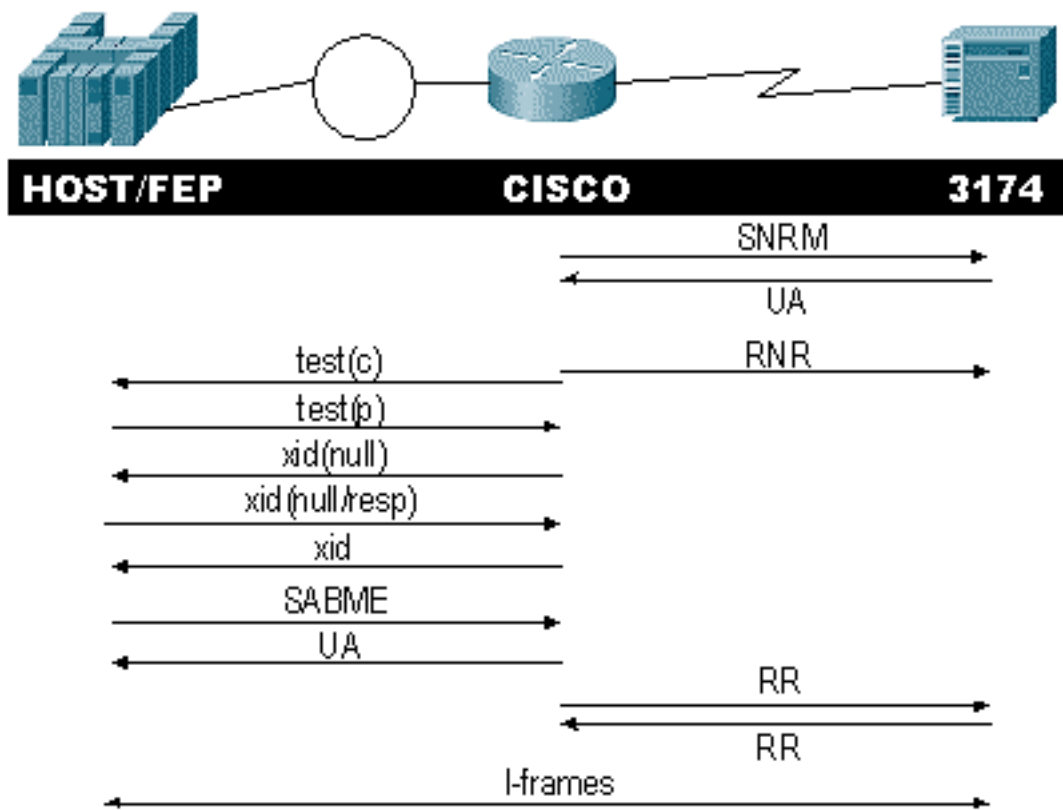 HOST/FEP CISCO 3174
SNRM
UA
test(c) RNR
test(p)
xid(null)
xid(null/resp)
xid
SABME
UA
RR
RR
I-frames